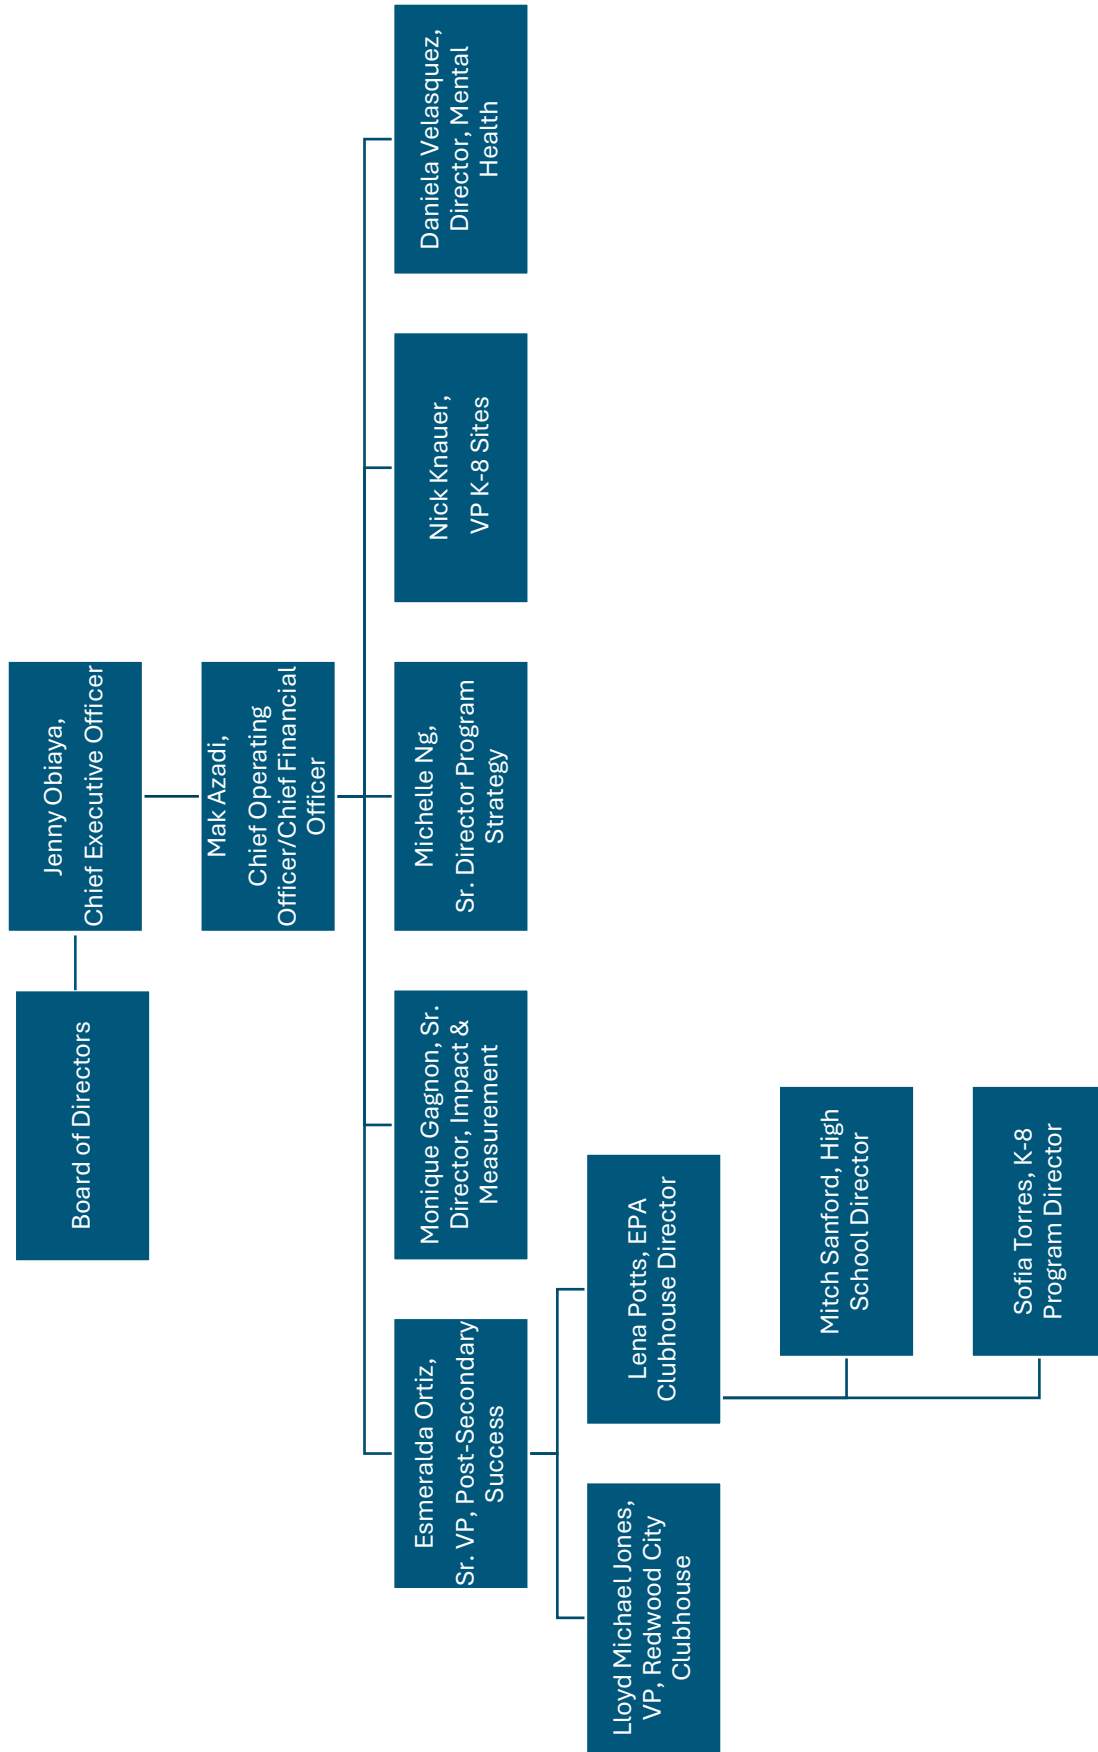 Board of Directors
Jenny Obiaya,
Chief Executive Officer
Mak Azadi,
Chief Operating
Officer/Chief Financial
Officer
Esmeralda Ortiz,
Sr. VP, Post-Secondary
Success
Monique Gagnon, Sr.
Director, Impact &
Measurement
Michelle Ng,
Sr. Director Program
Strategy
Nick Knauer,
VP K-8 Sites
Daniela Velasquez,
Director, Mental
Health
Lloyd Michael Jones,
VP, Redwood City
Clubhouse
Lena Potts, EPA
Clubhouse Director
Mitch Sanford, High
School Director
Sofia Torres, K-8
Program Director